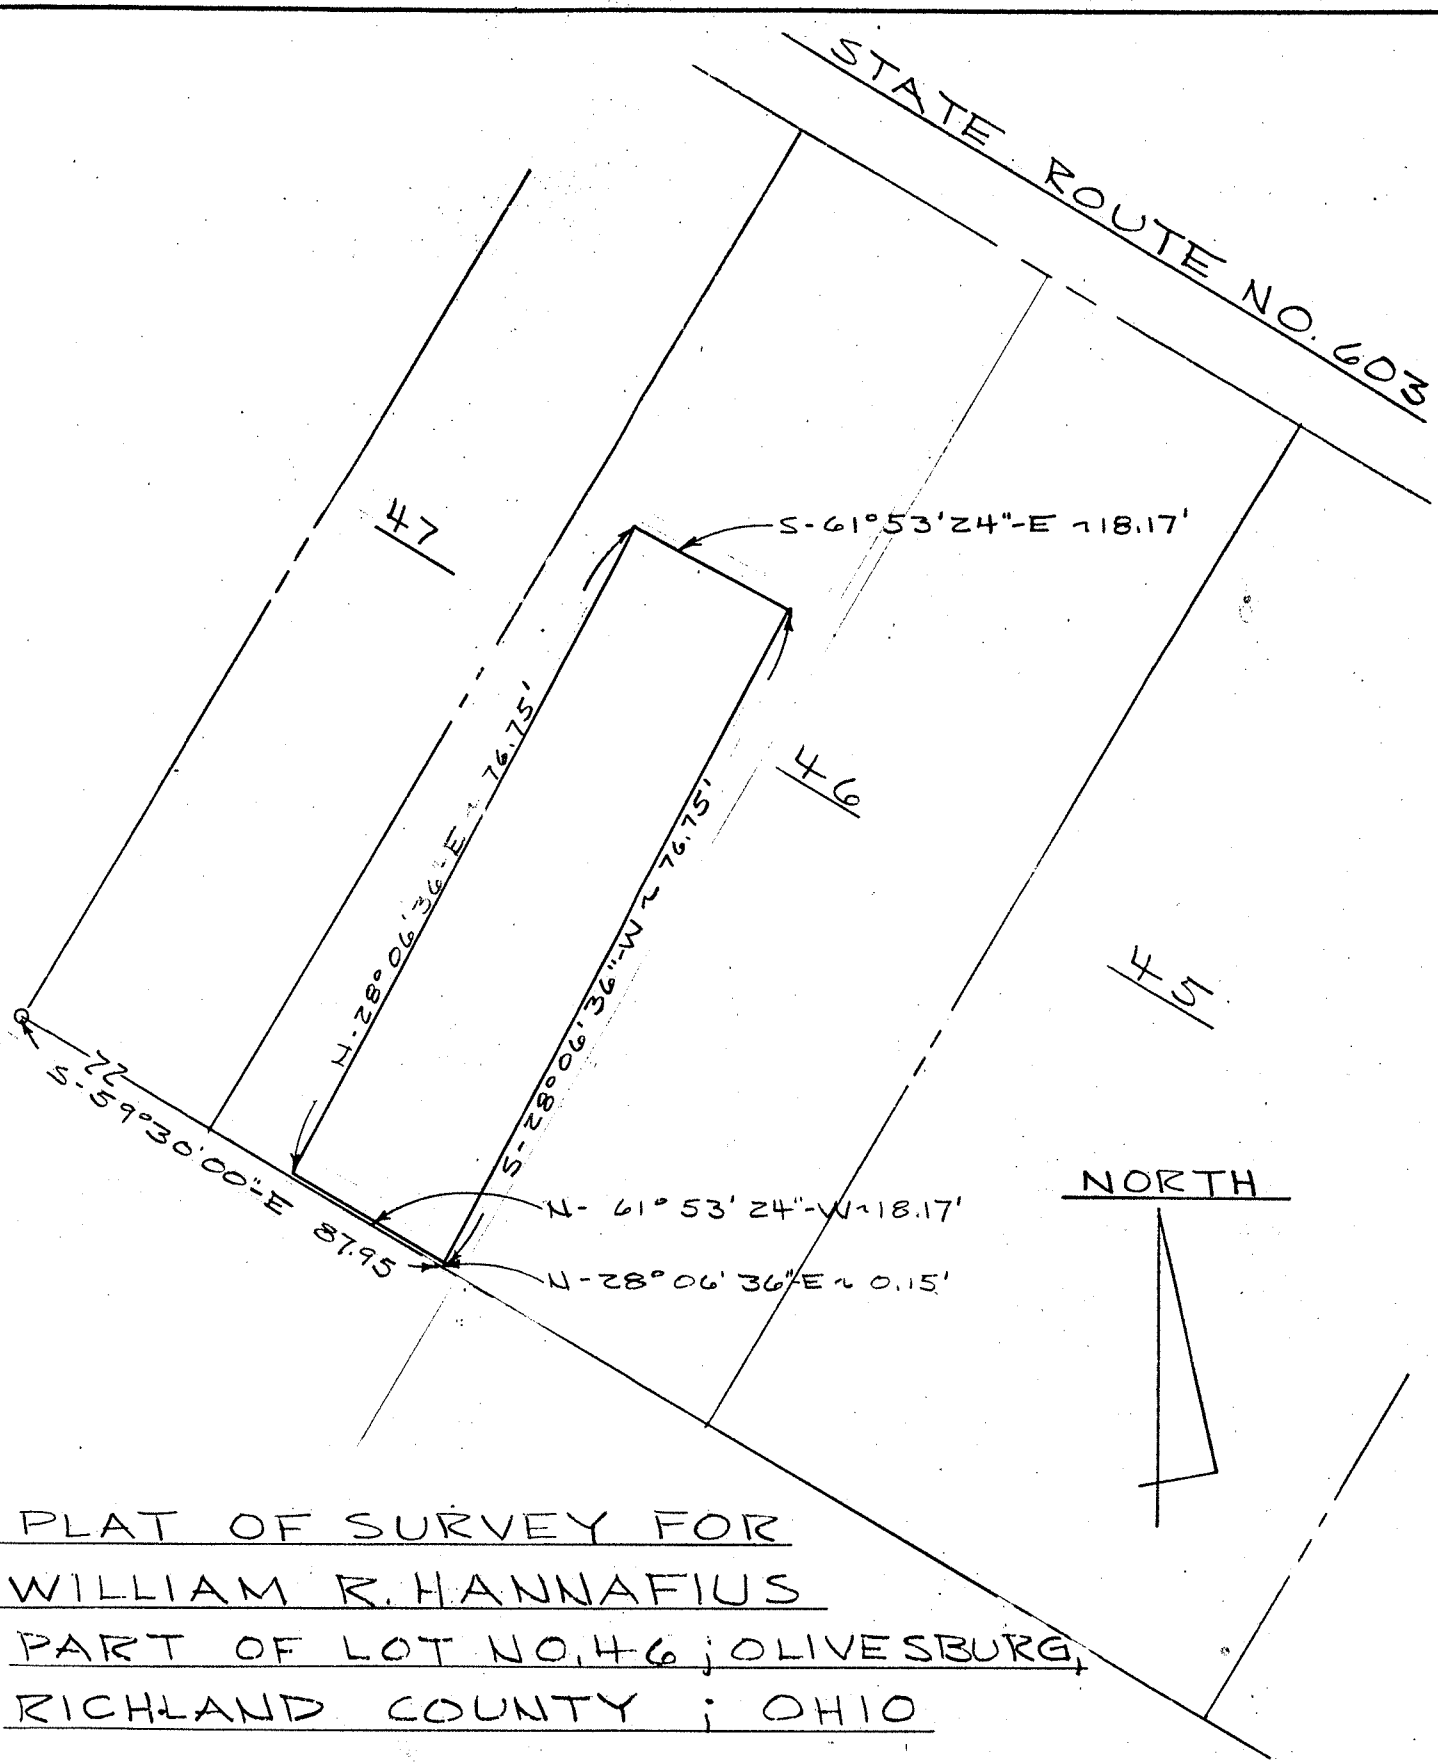 STATE ROUTE NO. 603
47
S-61°53'24"-E ~18.17'
N-28°06'36"-E ~ 76.75'
46
S-28°06'36"-W ~ 76.75'
45
S-59°30'00"-E 87.95
N- 61°53'24"-W~18.17'
N-28°06'36"-E ~ 0.15'
NORTH
PLAT OF SURVEY FOR
WILLIAM R. HANNAFIUS
PART OF LOT NO. 46 ; OLIVESBURG,
RICHLAND COUNTY ; OHIO